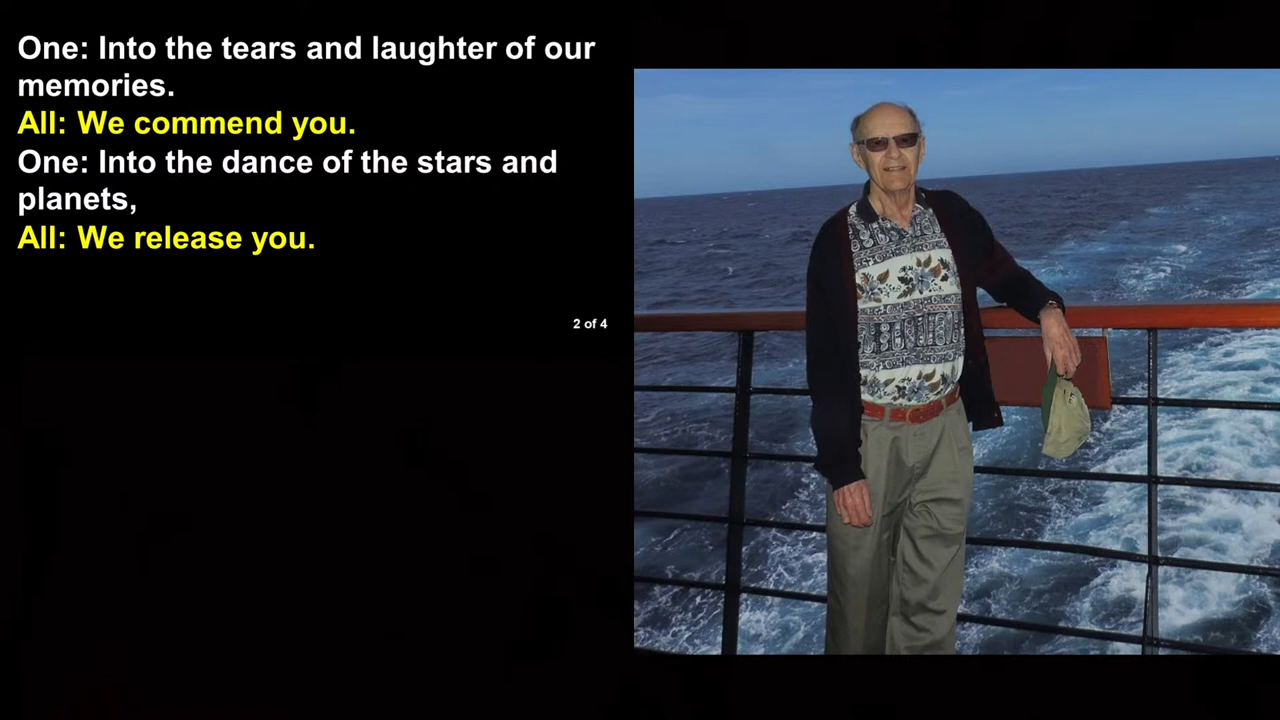 One: Into the tears and laughter of our
memories.
All: We commend you.
One: Into the dance of the stars and
planets,
All: We release you.
2 of 4